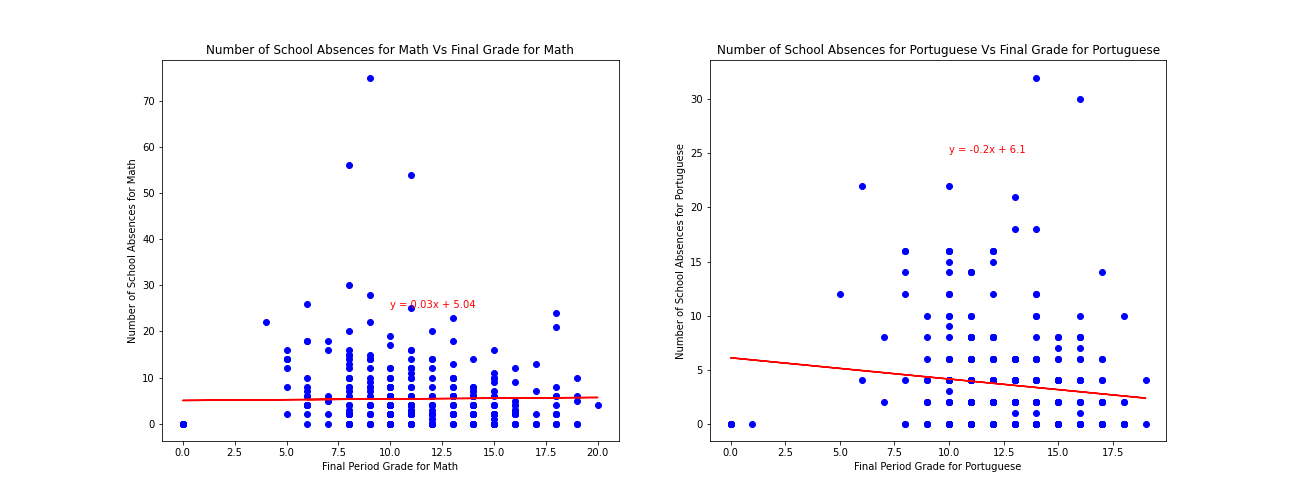 Number of School Absences for Math Vs Final Grade for Math
Number of School Absences for Math
70
60
50
40
30
20
10
0
y = 0.03x + 5.04
0.0 2.5 5.0 7.5 10.0 12.5 15.0 17.5 20.0
Final Period Grade for Math
Number of School Absences for Portuguese Vs Final Grade for Portuguese
Number of School Absences for Portuguese
30
25
20
15
10
5
0
y = -0.2x + 6.1
0.0 2.5 5.0 7.5 10.0 12.5 15.0 17.5
Final Period Grade for Portuguese